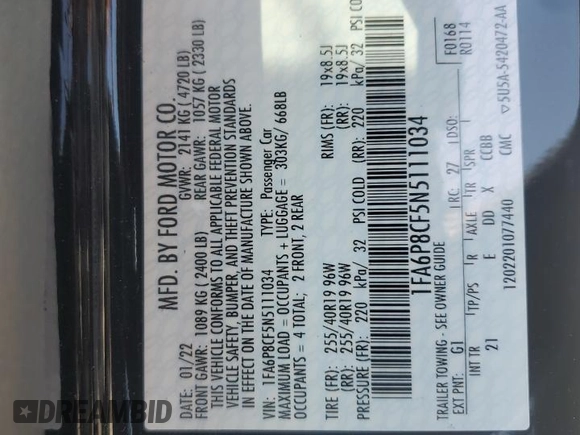 MFD. BY FORD MOTOR CO.
DATE: 01/22 GVWR: 2141 KG ( 4720 LB)
FRONT GAWR: 1089 KG ( 2400 LB) REAR GAWR: 1057 KG ( 2330 LB)
THIS VEHICLE CONFORMS TO ALL APPLICABLE FEDERAL MOTOR
VEHICLE SAFETY, BUMPER, AND THEFT PREVENTION STANDARDS
IN EFFECT ON THE DATE OF MANUFACTURE SHOWN ABOVE.
VIN: 1FA6P8CF5N5111034 TYPE: Passenger Car
MAXIMUM LOAD = OCCUPANTS + LUGGAGE = 303KG/ 668LB
OCCUPANTS = 4 TOTAL; 2 FRONT, 2 REAR
TIRE (FR): 255/40R19 96W RIMS (FR): 19x8.5J
(RR): 255/40R19 96W (RR): 19x8.5J
PRESSURE (FR): 220 kPa/ 32 PSI COLD (RR): 220 kPa/ 32 PSI CO
1FA6P8CF5N5111034
TRAILER TOWING - SEE OWNER GUIDE F0168
EXT PNT: G1 RC: 27 DSO: R0114
INT TR TP/PS R AXLE TR SPR
21 E DD X CCBB
1202201077440 CMC 5U5A-5420472-AA
DREAMBID